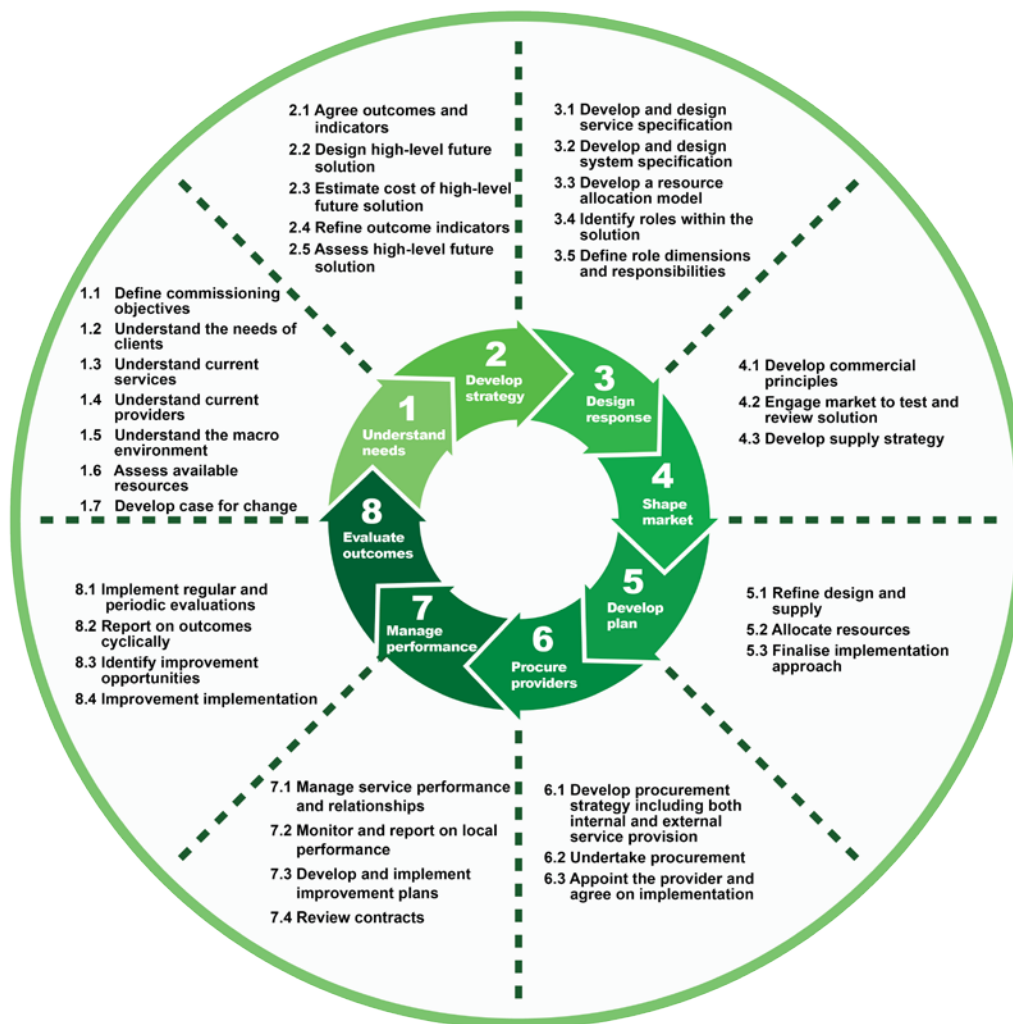 2.1 Agree outcomes and
indicators
2.2 Design high-level future
solution
2.3 Estimate cost of high-level
future solution
2.4 Refine outcome indicators
2.5 Assess high-level future
solution
3.1 Develop and design
service specification
3.2 Develop and design
system specification
3.3 Develop a resource
allocation model
3.4 Identify roles within the
solution
3.5 Define role dimensions
and responsibilities
1.1 Define commissioning
objectives
1.2 Understand the needs of
clients
1.3 Understand current
services
1.4 Understand current
providers
1.5 Understand the macro
environment
1.6 Assess available
resources
1.7 Develop case for change
4.1 Develop commercial
principles
4.2 Engage market to test and
review solution
4.3 Develop supply strategy
1
Understand
needs
2
Develop
strategy
3
Design
response
4
Shape
market
5
Develop
plan
6
Procure
providers
7
Manage
performance
8
Evaluate
outcomes
8.1 Implement regular and
periodic evaluations
8.2 Report on outcomes
cyclically
8.3 Identify improvement
opportunities
8.4 Improvement implementation
5.1 Refine design and
supply
5.2 Allocate resources
5.3 Finalise implementation
approach
7.1 Manage service performance
and relationships
7.2 Monitor and report on local
performance
7.3 Develop and implement
improvement plans
7.4 Review contracts
6.1 Develop procurement
strategy including both
internal and external
service provision
6.2 Undertake procurement
6.3 Appoint the provider and
agree on implementation